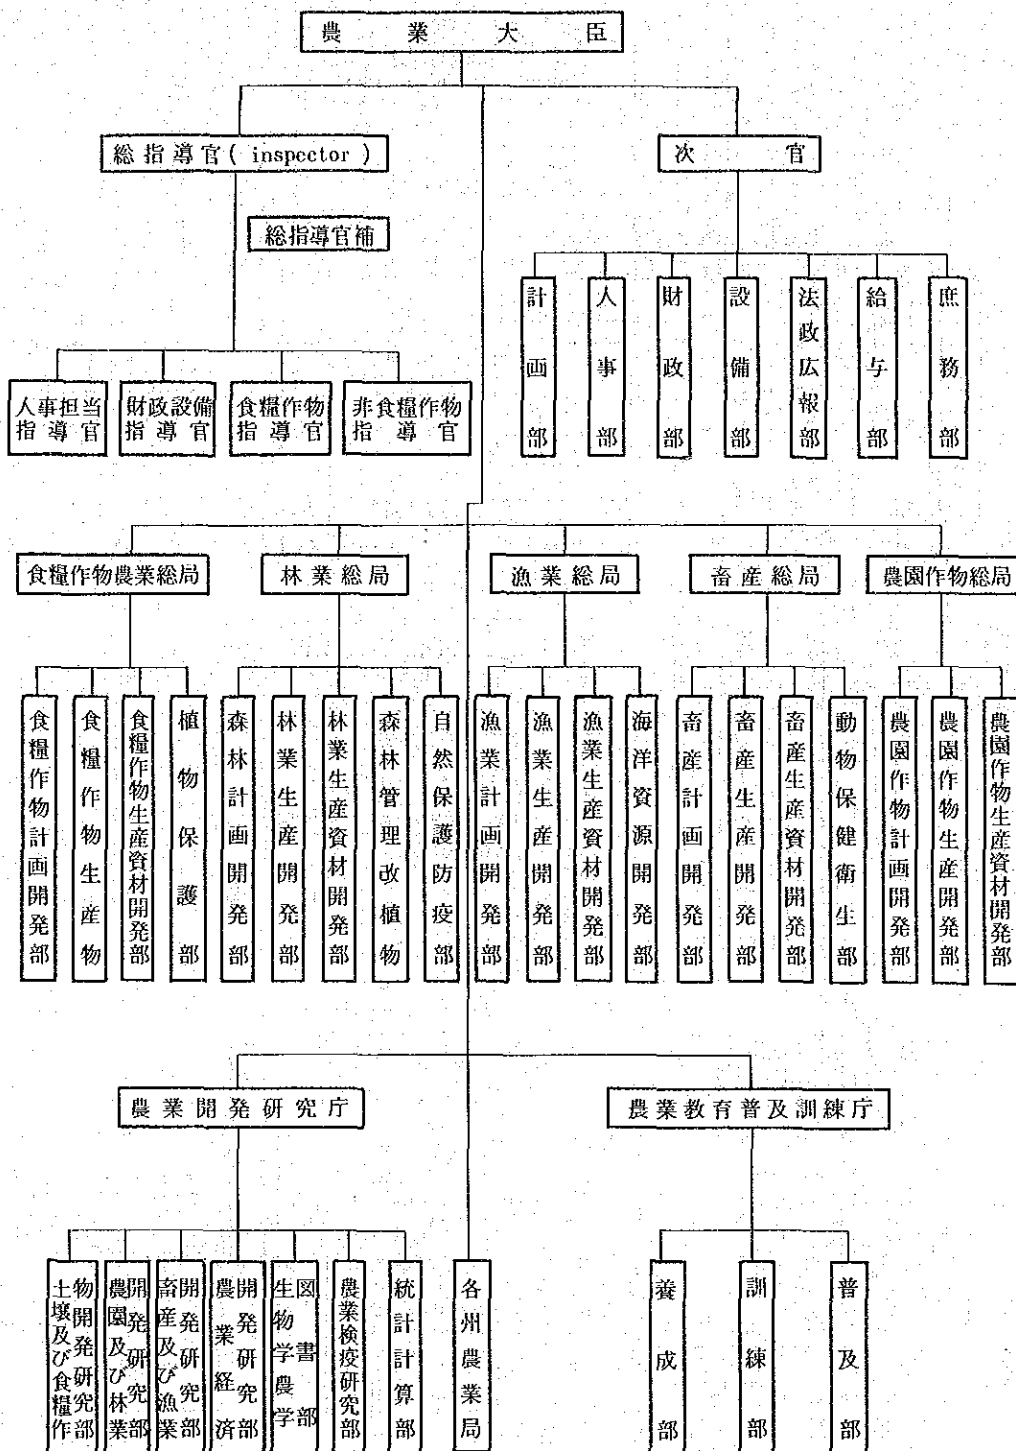 農業大臣
総指導官(inspector)
次官
総指導官補
計画部
人事部
財政部
設備部
法政広報部
給与部
庶務部
人事担当
指導官
財政設備
指導官
食糧作物
指導官
非食糧作物
指導官
食糧作物農業総局
林業総局
漁業総局
畜産総局
農園作物総局
食糧作物計画開発部
食糧作物生産物
食糧作物生産資材開発部
植物保護部
森林計画開発部
林業生産開発部
林業生産資材開発部
森林管理改植物
自然保護防疫部
漁業計画開発部
漁業生産開発部
漁業生産資材開発部
海洋資源開発部
畜産計画開発部
畜産生産開発部
畜産生産資材開発部
動物保健衛生部
農園作物計画開発部
農園作物生産開発部
農園作物生産資材開発部
農業開発研究庁
農業教育普及訓練庁
土壌及び食糧作
物開発研究部
農園及び林業
開発研究部
畜産及び漁業
開発研究部
農業経済
開発研究部
生物学農学
図書部
農業検疫研究部
統計計算部
各州農業局
養成部
訓練部
普及部